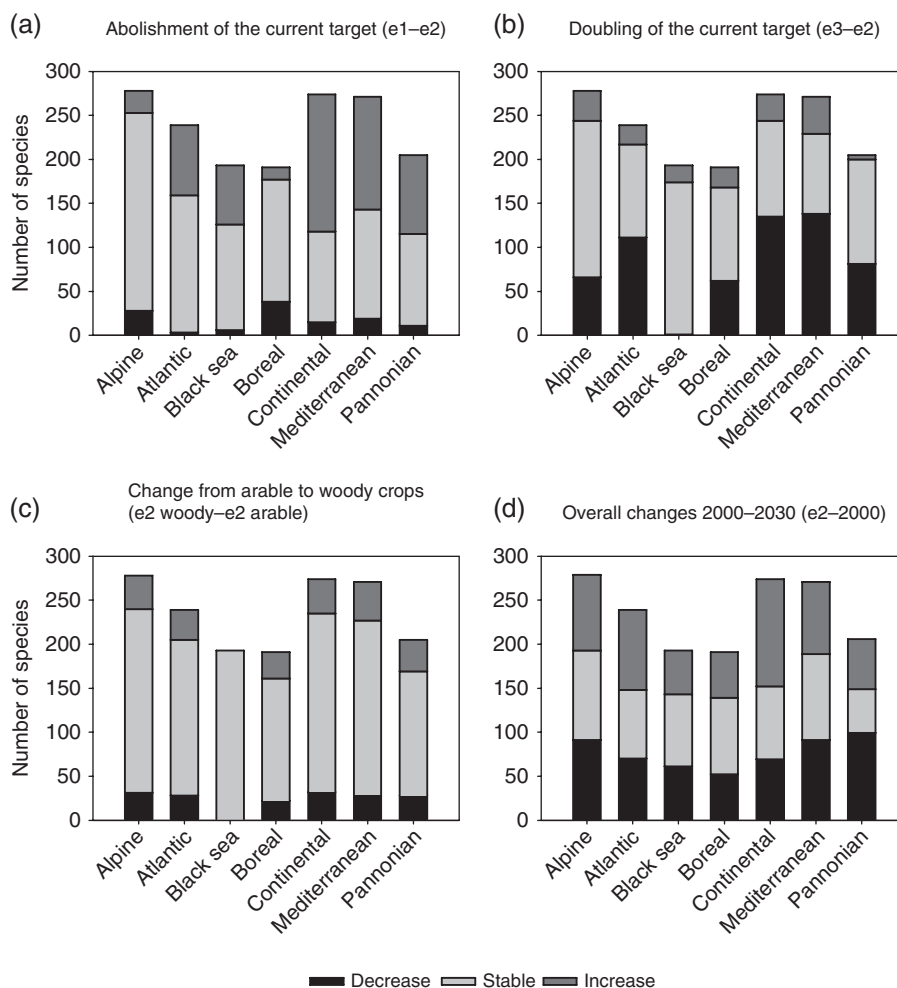 (a)
Abolishment of the current target (e1–e2)
Number of species
300
250
200
150
100
50
0
Alpine
Atlantic
Black sea
Boreal
Continental
Mediterranean
Pannonian
(b)
Doubling of the current target (e3–e2)
300
250
200
150
100
50
0
Alpine
Atlantic
Black sea
Boreal
Continental
Mediterranean
Pannonian
(c)
Change from arable to woody crops
(e2 woody–e2 arable)
Number of species
300
250
200
150
100
50
0
Alpine
Atlantic
Black sea
Boreal
Continental
Mediterranean
Pannonian
(d)
Overall changes 2000–2030 (e2–2000)
300
250
200
150
100
50
0
Alpine
Atlantic
Black sea
Boreal
Continental
Mediterranean
Pannonian
Decrease Stable Increase